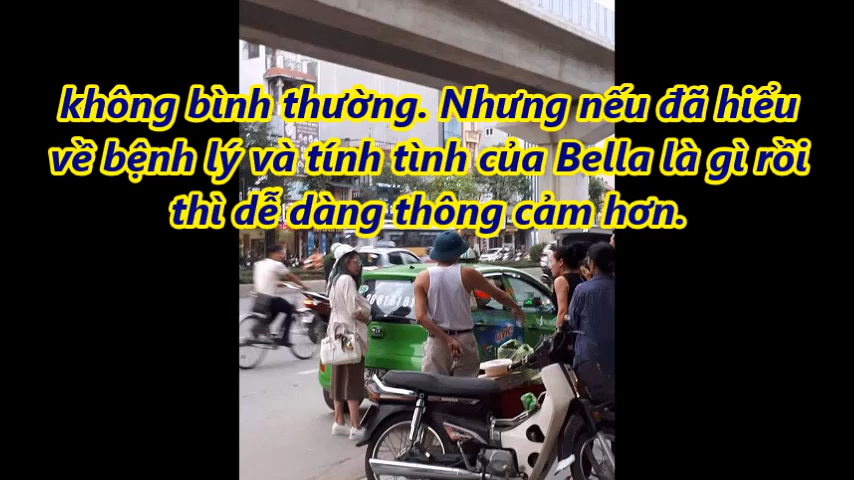 không bình thường. Nhưng nếu đã hiểu
về bệnh lý và tính tình của Bella là gì rồi
thì dễ dàng thông cảm hơn.